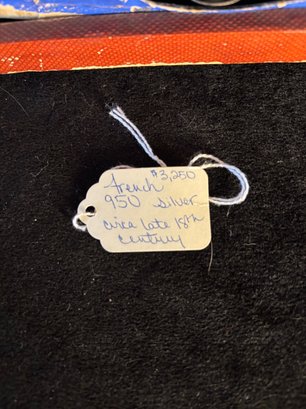 $3,250
French
950 silver-
circa late 18th
century